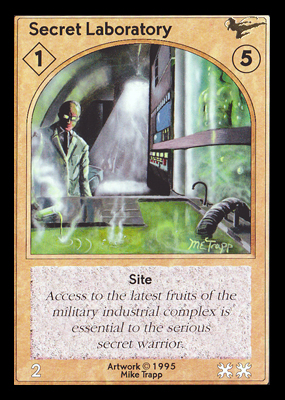 Secret Laboratory
1
5
M.Trapp
Site
Access to the latest fruits of the
military industrial complex is
essential to the serious
secret warrior.
2
Artwork © 1995
Mike Trapp